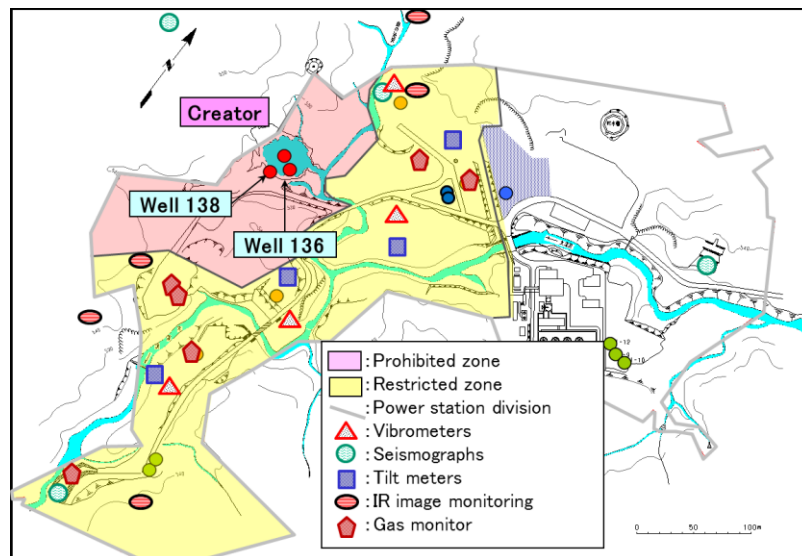 Creator
Well 138
Well 136
: Prohibited zone
: Restricted zone
: Power station division
: Vibrometers
: Seismographs
: Tilt meters
: IR image monitoring
: Gas monitor
0
50
100m